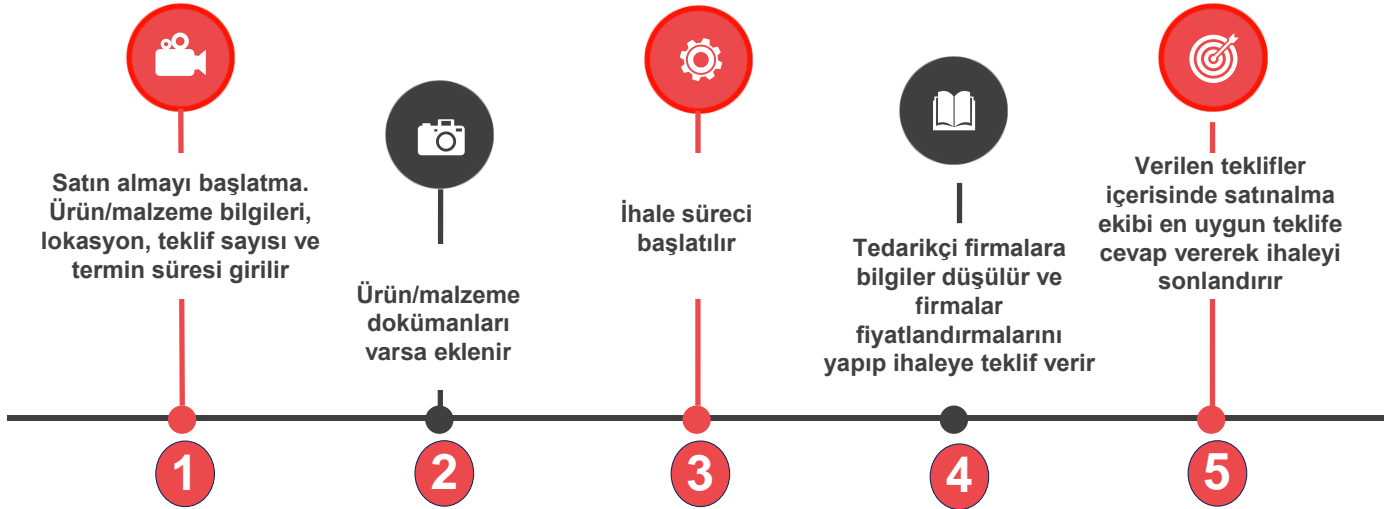 Satın almayı başlatma.
Ürün/malzeme bilgileri,
lokasyon, teklif sayısı ve
termin süresi girilir
Ürün/malzeme
dokümanları
varsa eklenir
İhale süreci
başlatılır
Tedarikçi firmalara
bilgiler düşülür ve
firmalar
fiyatlandırmalarını
yapıp ihaleye teklif verir
Verilen teklifler
içerisinde satınalma
ekibi en uygun teklife
cevap vererek ihaleyi
sonlandırır
1
2
3
4
5